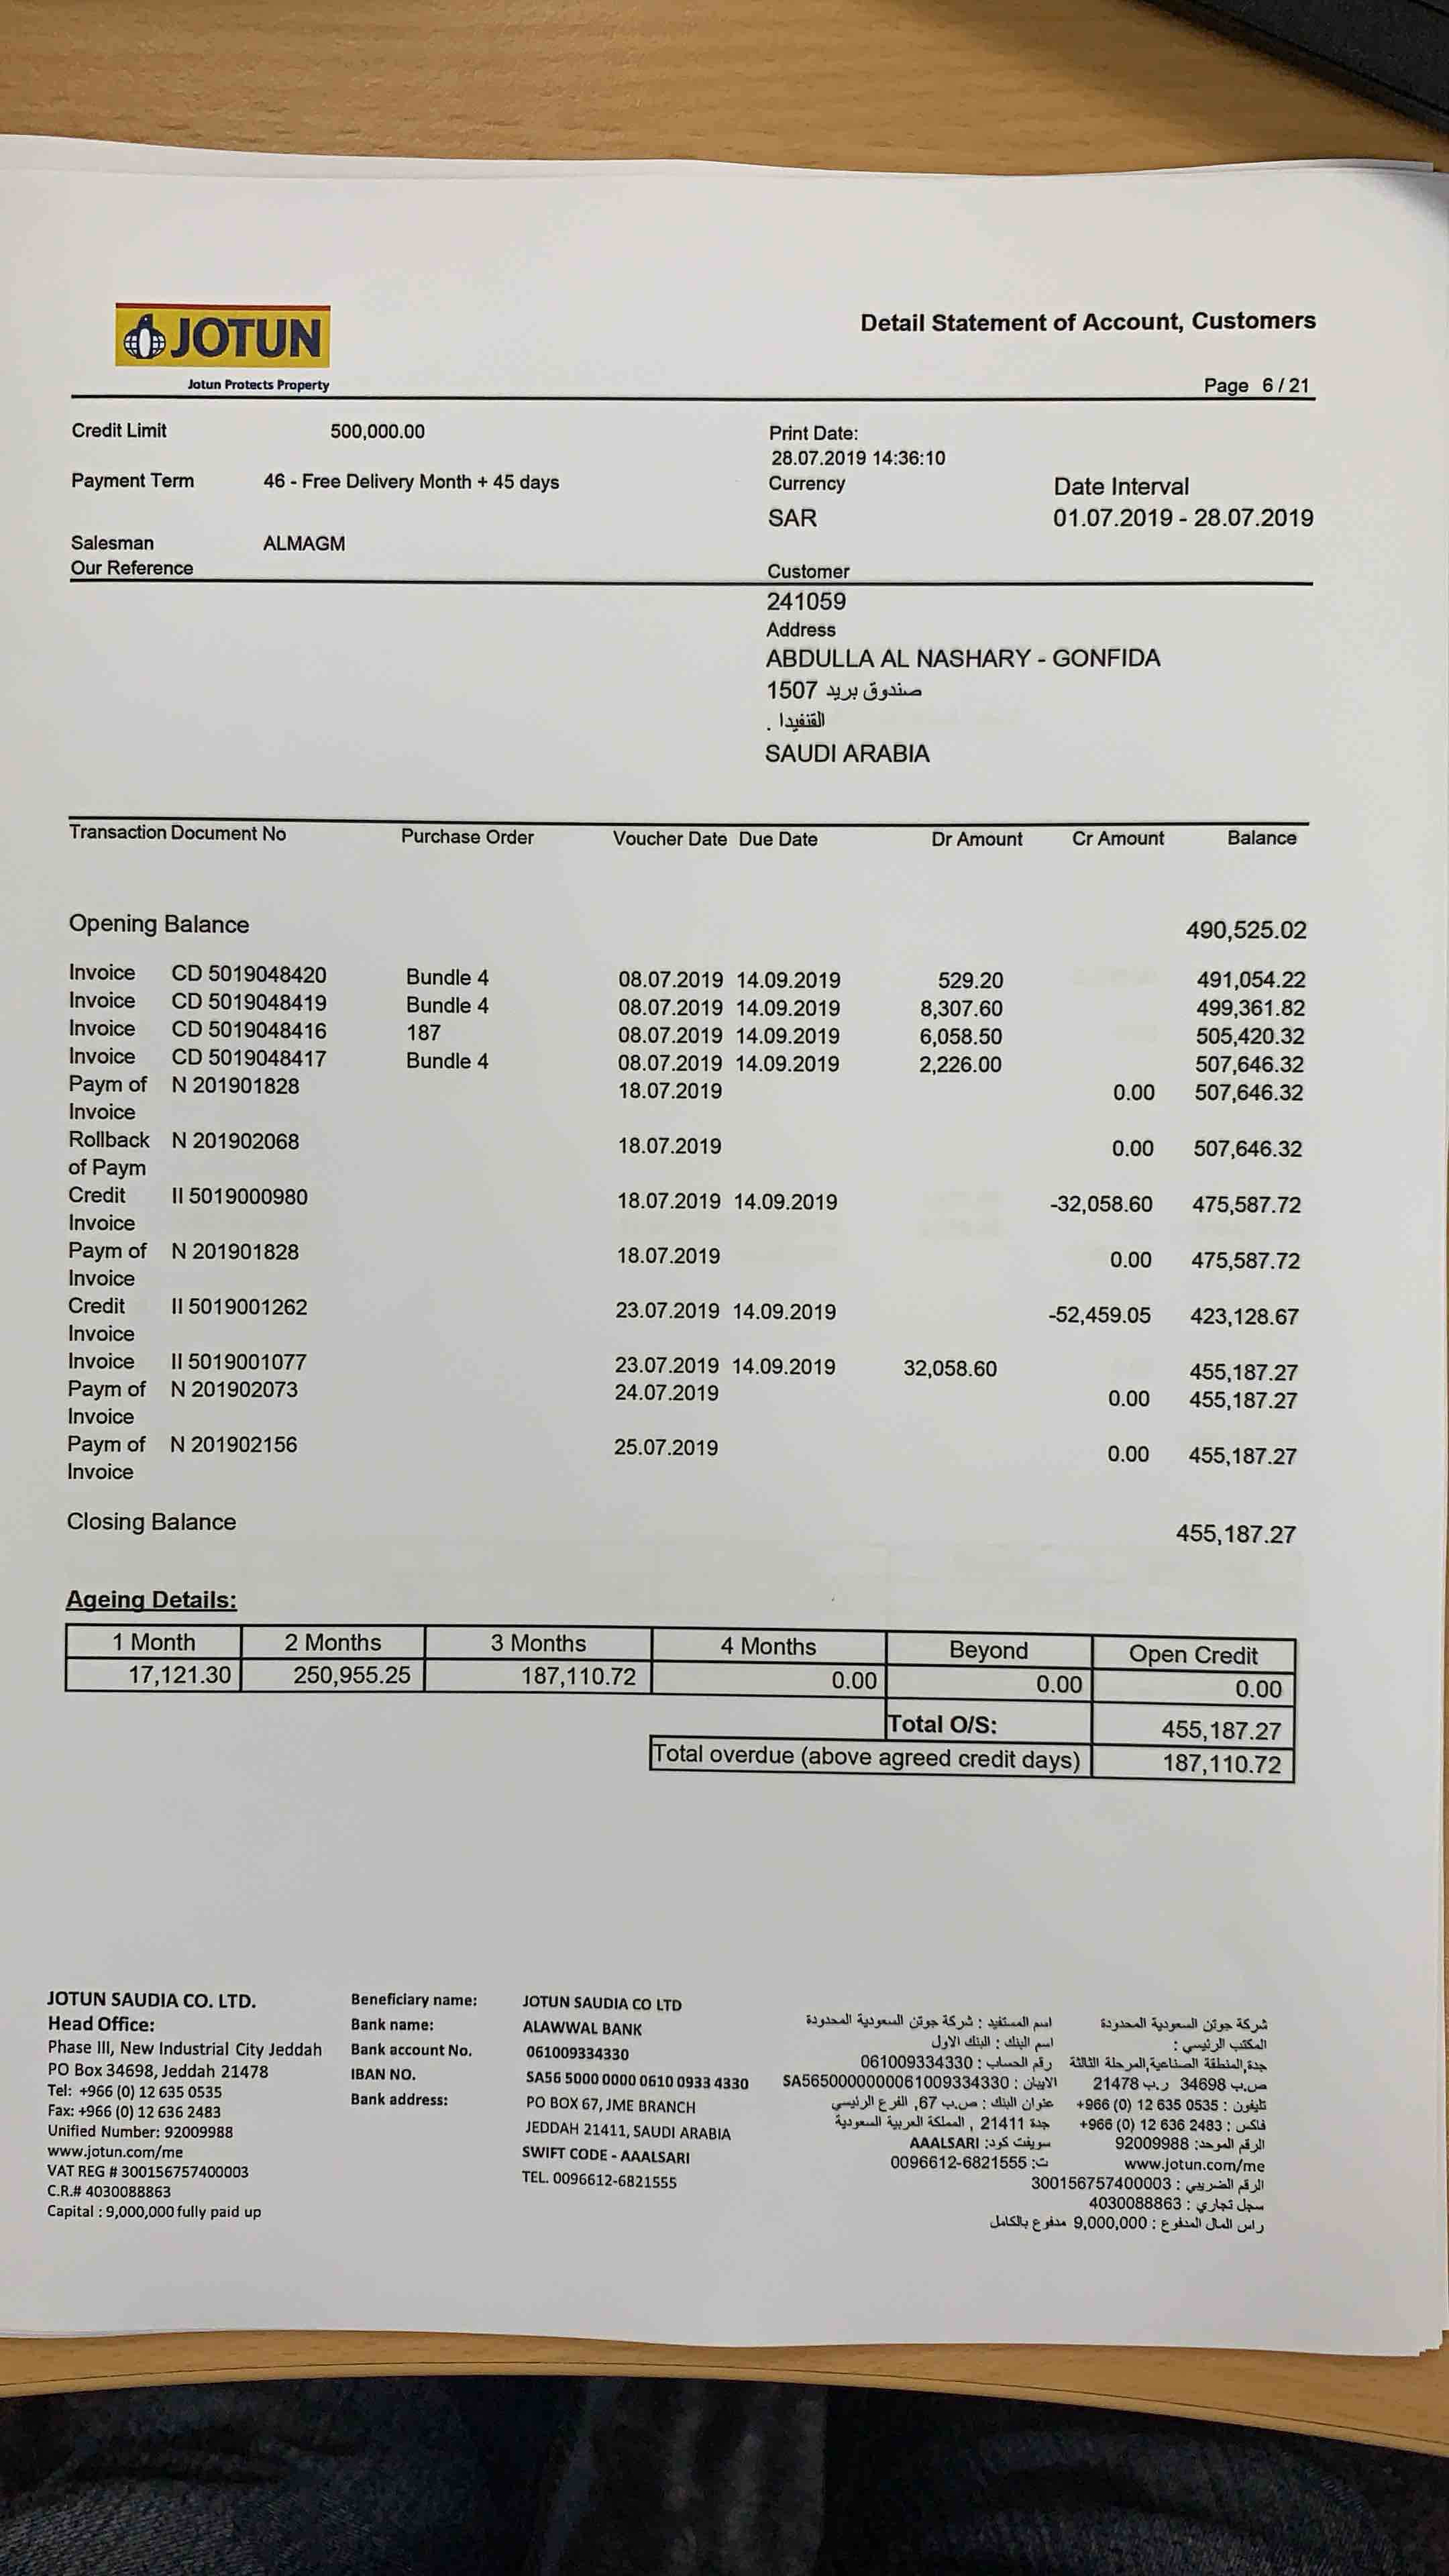 JOTUN
Jotun Protects Property
Detail Statement of Account, Customers
Page 6 / 21
Credit Limit 500,000.00
Print Date:
28.07.2019 14:36:10
Payment Term 46 - Free Delivery Month + 45 days
Currency Date Interval
SAR 01.07.2019 - 28.07.2019
Salesman ALMAGM
Our Reference
Customer
241059
Address
ABDULLA AL NASHARY - GONFIDA
صندوق بريد 1507
القنفيدا .
SAUDI ARABIA
Transaction Document No Purchase Order Voucher Date Due Date Dr Amount Cr Amount Balance
Opening Balance 490,525.02
Invoice CD 5019048420 Bundle 4 08.07.2019 14.09.2019 529.20 491,054.22
Invoice CD 5019048419 Bundle 4 08.07.2019 14.09.2019 8,307.60 499,361.82
Invoice CD 5019048416 187 08.07.2019 14.09.2019 6,058.50 505,420.32
Invoice CD 5019048417 Bundle 4 08.07.2019 14.09.2019 2,226.00 507,646.32
Paym of N 201901828 18.07.2019 0.00 507,646.32
Invoice
Rollback N 201902068 18.07.2019 0.00 507,646.32
of Paym
Credit II 5019000980 18.07.2019 14.09.2019 -32,058.60 475,587.72
Invoice
Paym of N 201901828 18.07.2019 0.00 475,587.72
Invoice
Credit II 5019001262 23.07.2019 14.09.2019 -52,459.05 423,128.67
Invoice
Invoice II 5019001077 23.07.2019 14.09.2019 32,058.60 455,187.27
Paym of N 201902073 24.07.2019 0.00 455,187.27
Invoice
Paym of N 201902156 25.07.2019 0.00 455,187.27
Invoice
Closing Balance 455,187.27
Ageing Details:
1 Month 2 Months 3 Months 4 Months Beyond Open Credit
17,121.30 250,955.25 187,110.72 0.00 0.00 0.00
Total O/S: 455,187.27
Total overdue (above agreed credit days) 187,110.72
JOTUN SAUDIA CO. LTD.
Head Office:
Phase III, New Industrial City Jeddah
PO Box 34698, Jeddah 21478
Tel: +966 (0) 12 635 0535
Fax: +966 (0) 12 636 2483
Unified Number: 92009988
www.jotun.com/me
VAT REG # 300156757400003
C.R.# 4030088863
Capital : 9,000,000 fully paid up
Beneficiary name: JOTUN SAUDIA CO LTD
Bank name: ALAWWAL BANK
Bank account No. 061009334330
IBAN NO. SA56 5000 0000 0610 0933 4330
Bank address: PO BOX 67, JME BRANCH
JEDDAH 21411, SAUDI ARABIA
SWIFT CODE - AAALSARI
TEL. 0096612-6821555
اسم المستفيد : شركة جوتن السعودية المحدودة
اسم البنك : البنك الاول
رقم الحساب : 061009334330
الايبان : SA5650000000061009334330
عنوان البنك : ص.ب 67, الفرع الرئيسي
جدة 21411 , المملكة العربية السعودية
سويفت كود: AAALSARI
ت: 0096612-6821555
شركة جوتن السعودية المحدودة
المكتب الرئيسي :
جدة,المنطقة الصناعية,المرحلة الثالثة
ص.ب 34698 ر.ب 21478
تليفون : +966 (0) 12 635 0535
فاكس : +966 (0) 12 636 2483
الرقم الموحد: 92009988
www.jotun.com/me
الرقم الضريبي : 300156757400003
سجل تجاري : 4030088863
راس المال المدفوع : 9,000,000 مدفوع بالكامل